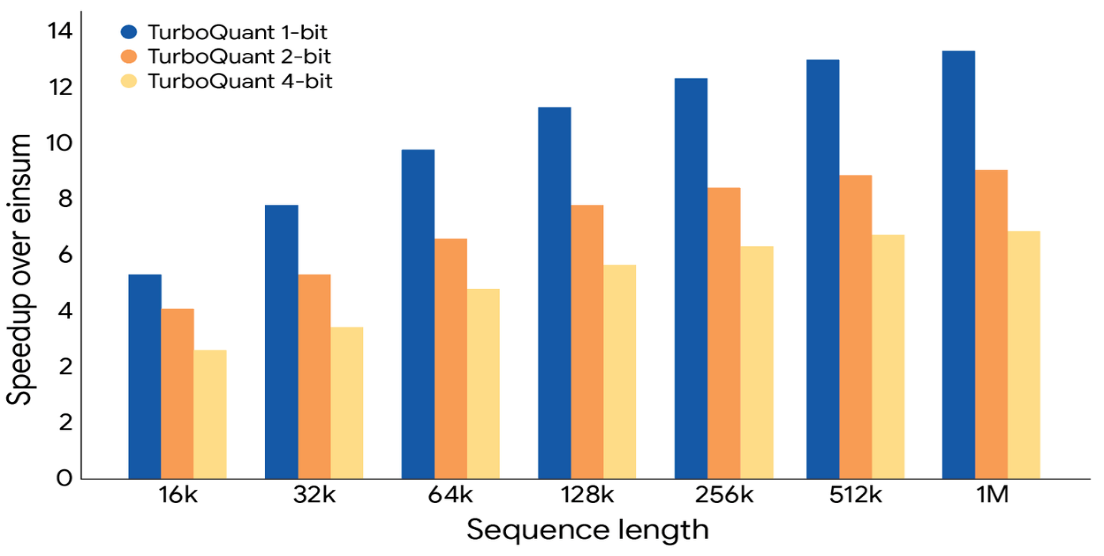 14
12
10
8
6
4
2
2
0
Speedup over einsum
TurboQuant 1-bit
TurboQuant 2-bit
TurboQuant 4-bit
16k 32k 64k 128k 256k 512k 1M
Sequence length